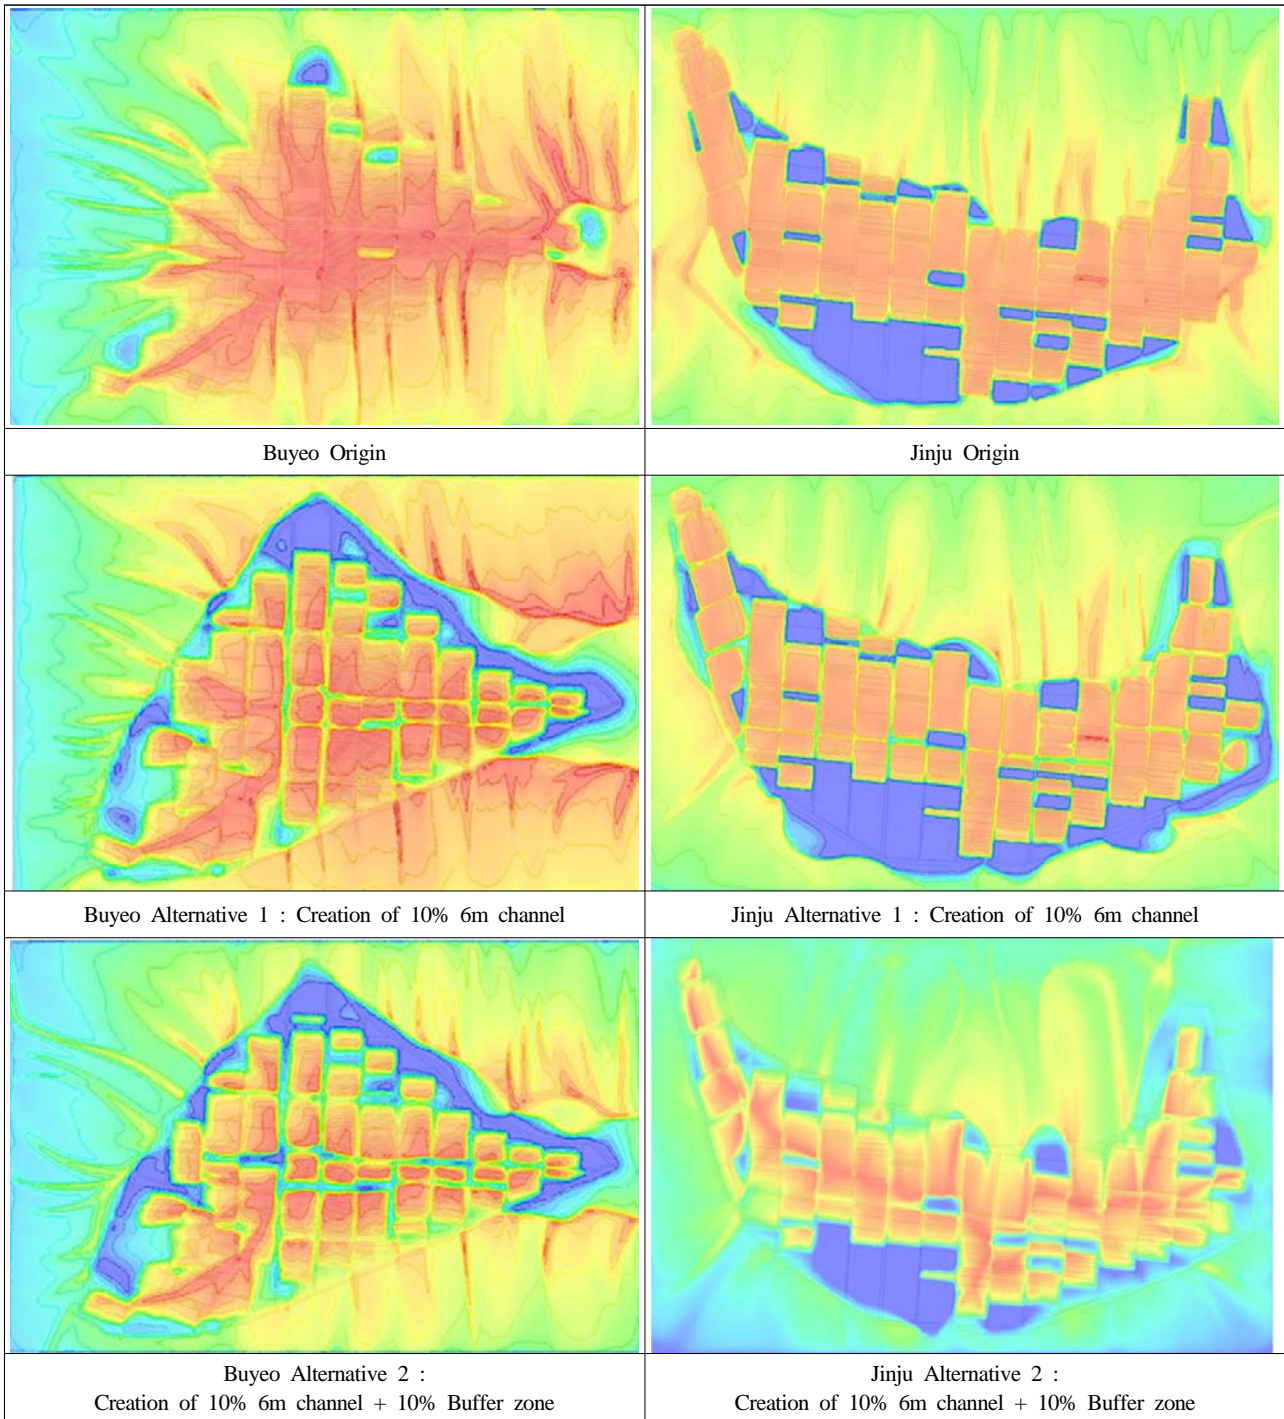 Buyeo Origin
Jinju Origin
Buyeo Alternative 1 : Creation of 10% 6m channel
Jinju Alternative 1 : Creation of 10% 6m channel
Buyeo Alternative 2 :
Creation of 10% 6m channel + 10% Buffer zone
Jinju Alternative 2 :
Creation of 10% 6m channel + 10% Buffer zone